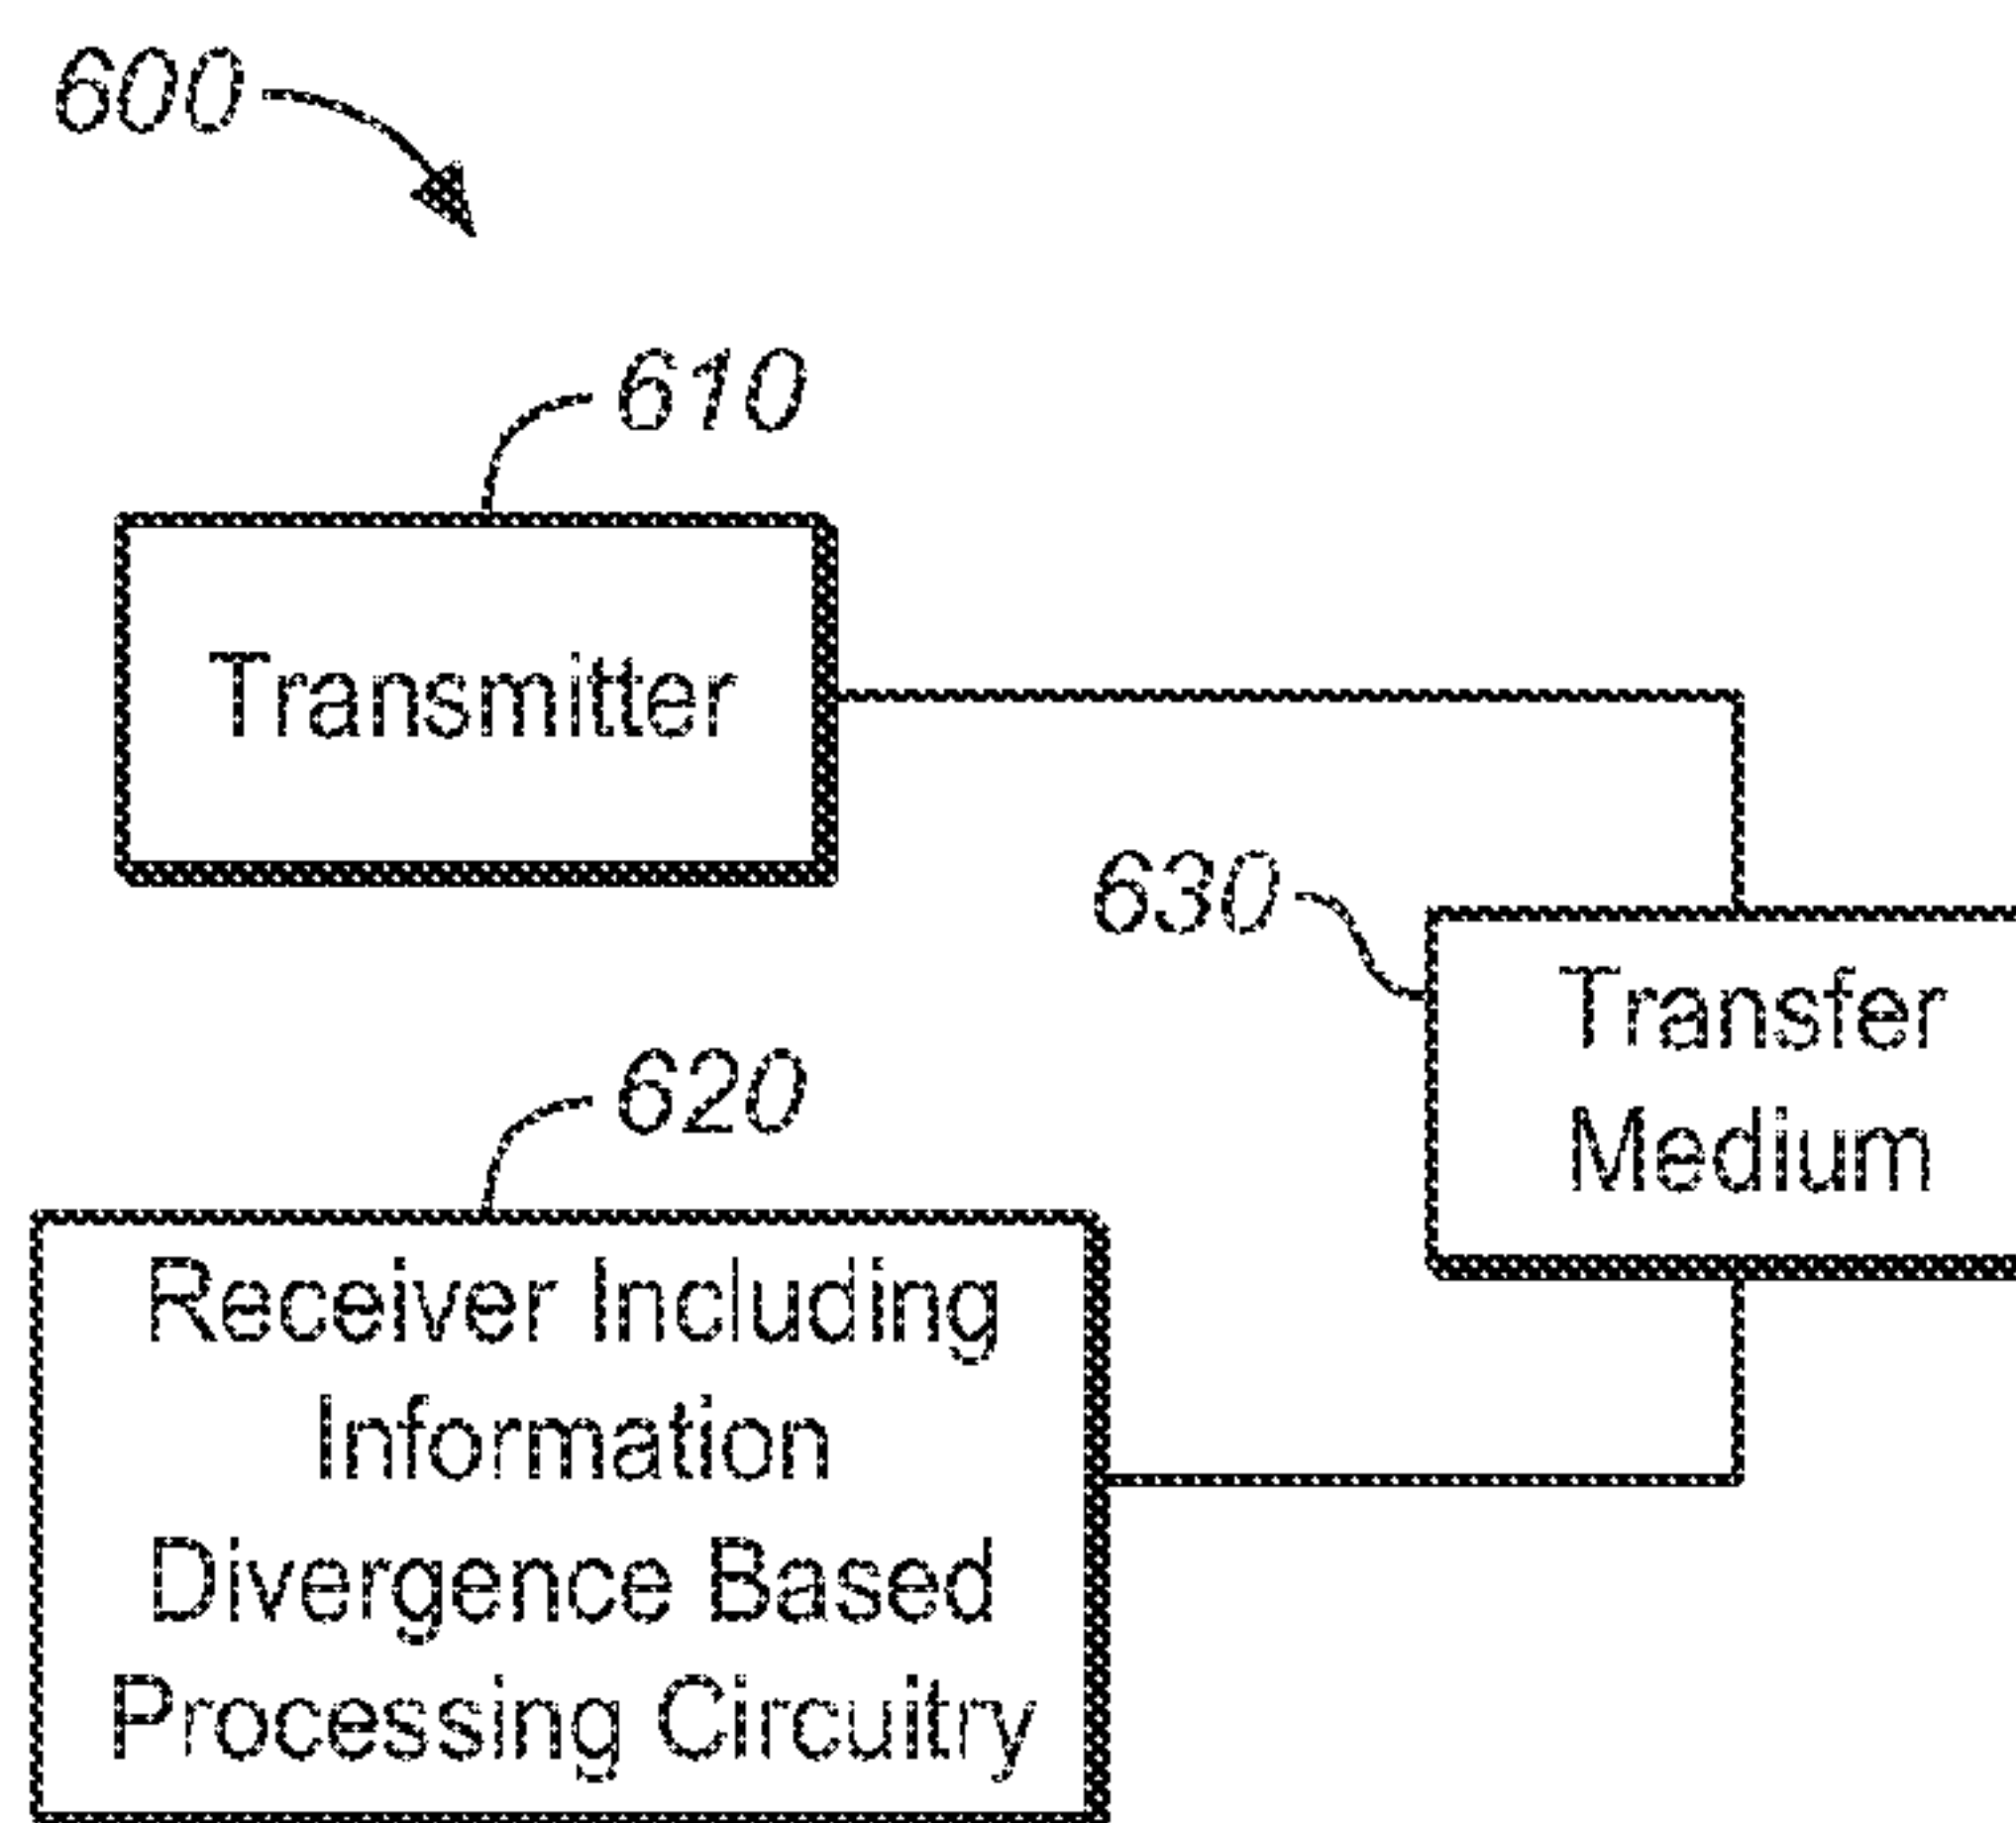 600
610
Transmitter
630
Transfer
Medium
620
Receiver Including
Information
Divergence Based
Processing Circuitry